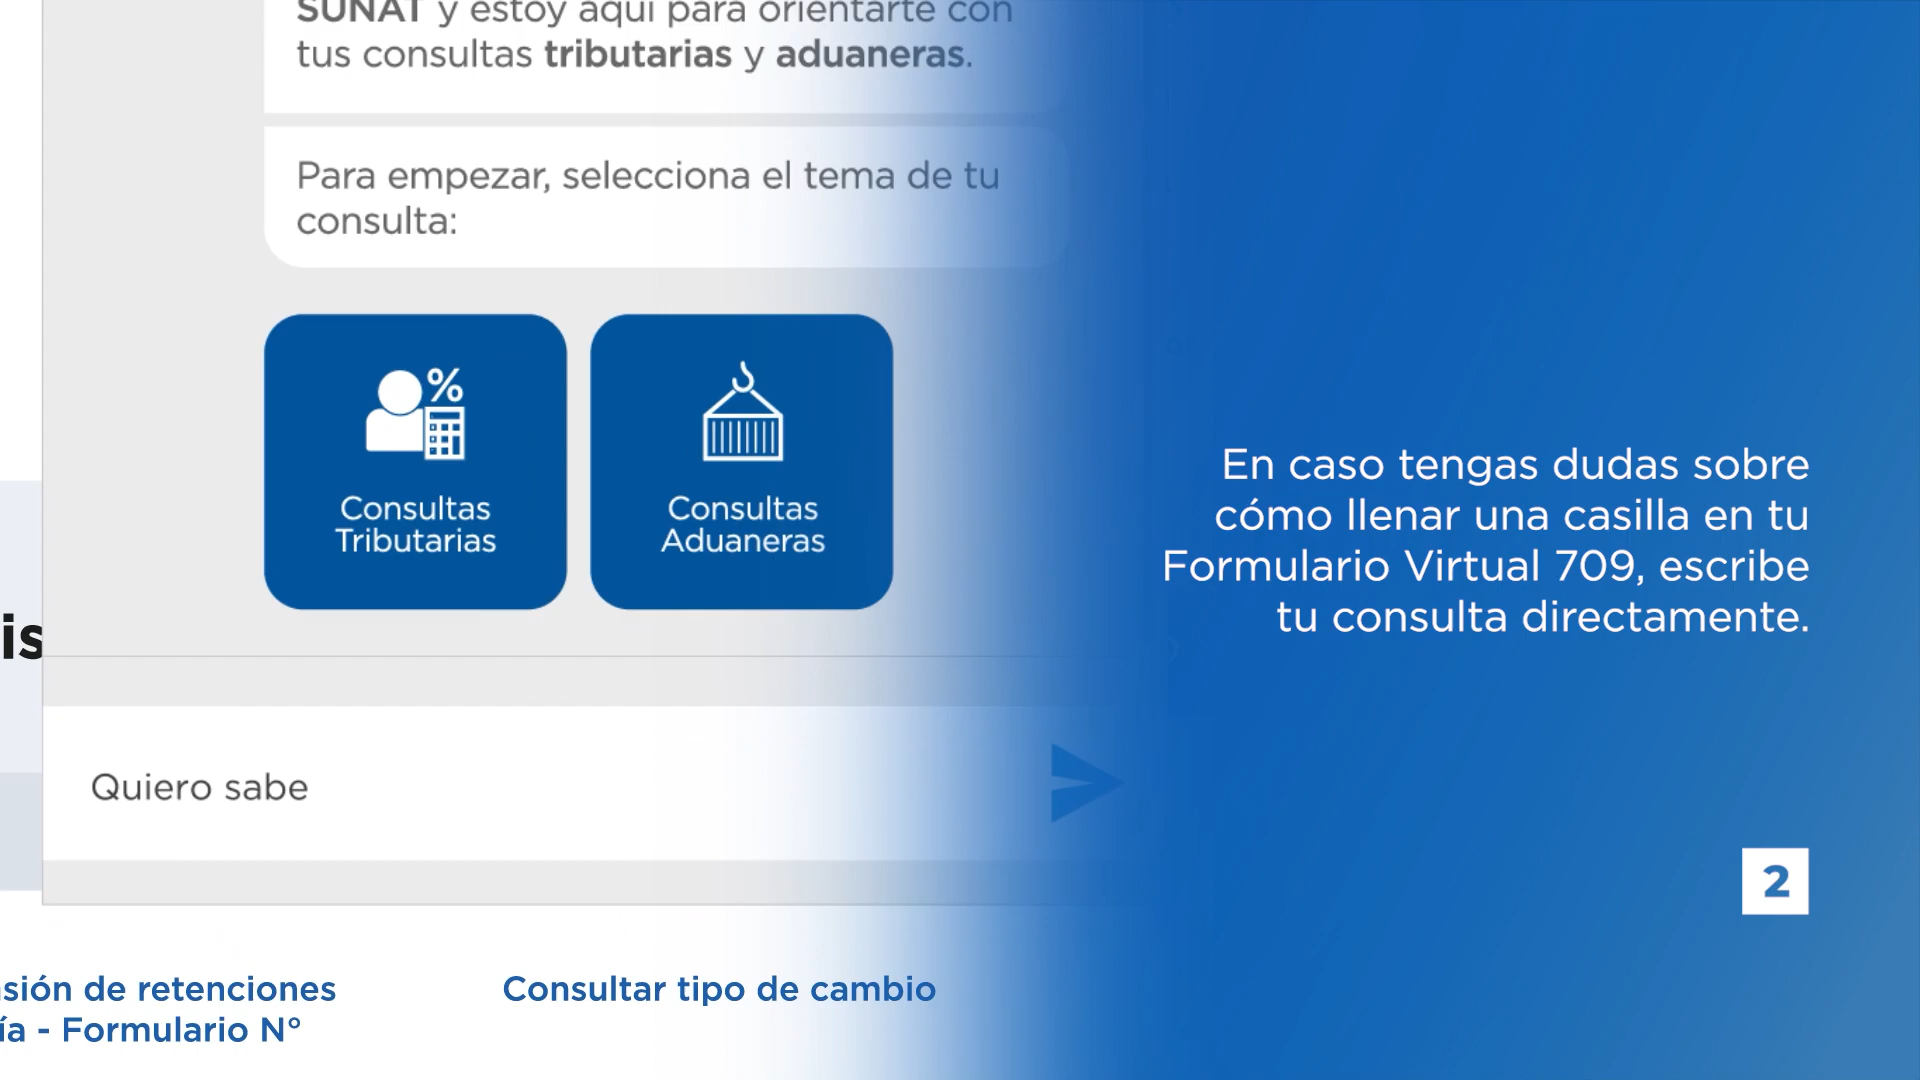 SUNAT y estoy aquí para orientarte con
tus consultas tributarias y aduaneras.
Para empezar, selecciona el tema de tu
consulta:
%
Consultas
Tributarias
Consultas
Aduaneras
is
Quiero sabe
En caso tengas dudas sobre
cómo llenar una casilla en tu
Formulario Virtual 709, escribe
tu consulta directamente.
2
sión de retenciones
ía - Formulario N°
Consultar tipo de cambio